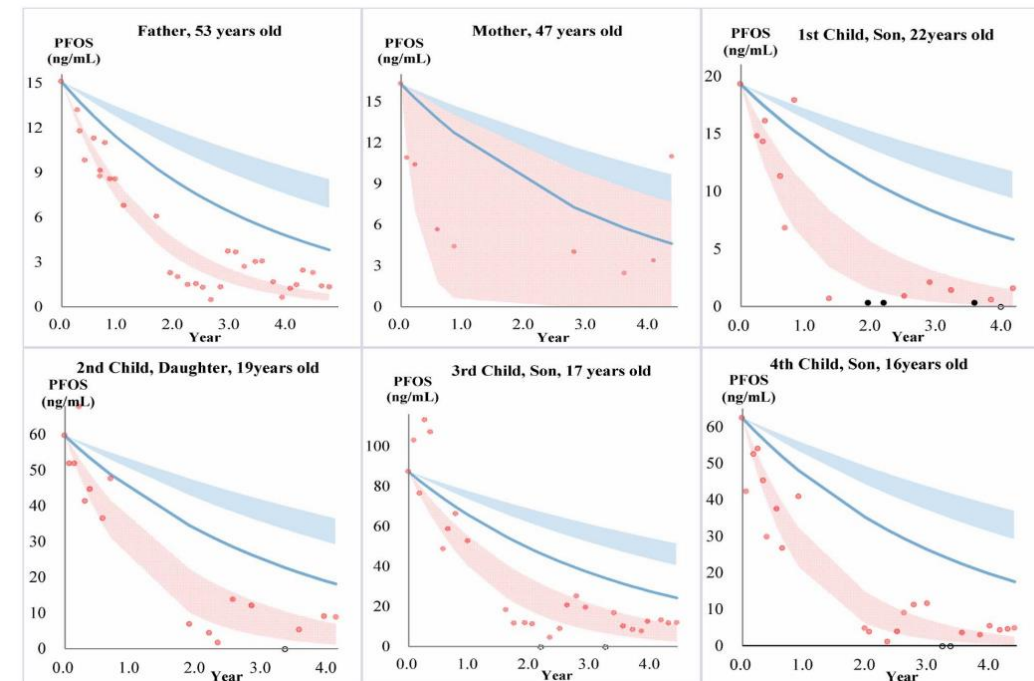 Father, 53 years old
PFOS
(ng/mL)
15
12
9
6
3
0
0.0 1.0 2.0 3.0 4.0
Year
Mother, 47 years old
PFOS
(ng/mL)
15
12
9
6
3
0
0.0 1.0 2.0 3.0 4.0
Year
1st Child, Son, 22years old
PFOS
(ng/mL)
20
15
10
5
0
0.0 1.0 2.0 3.0 4.0
Year
2nd Child, Daughter, 19years old
PFOS
(ng/mL)
60
50
40
30
20
10
0
0.0 1.0 2.0 3.0 4.0
Year
3rd Child, Son, 17 years old
PFOS
(ng/mL)
100
80
60
40
20
0
0.0 1.0 2.0 3.0 4.0
Year
4th Child, Son, 16years old
PFOS
(ng/mL)
60
50
40
30
20
10
0
0.0 1.0 2.0 3.0 4.0
Year